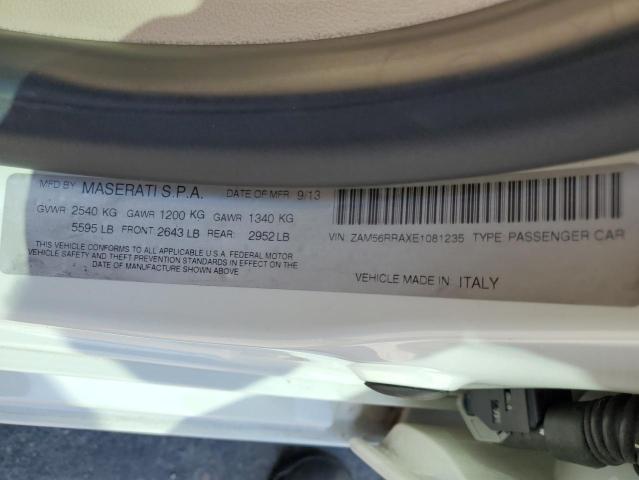 MFD BY MASERATI S.P.A. DATE OF MFR 9/13
GVWR 2540 KG GAWR 1200 KG GAWR 1340 KG
5595 LB FRONT: 2643 LB REAR: 2952 LB
THIS VEHICLE CONFORMS TO ALL APPLICABLE U.S.A. FEDERAL MOTOR
VEHICLE SAFETY AND THEFT PREVENTION STANDARDS IN EFFECT ON THE
DATE OF MANUFACTURE SHOWN ABOVE
VIN: ZAM56RRAXE1081235 TYPE: PASSENGER CAR
VEHICLE MADE IN ITALY